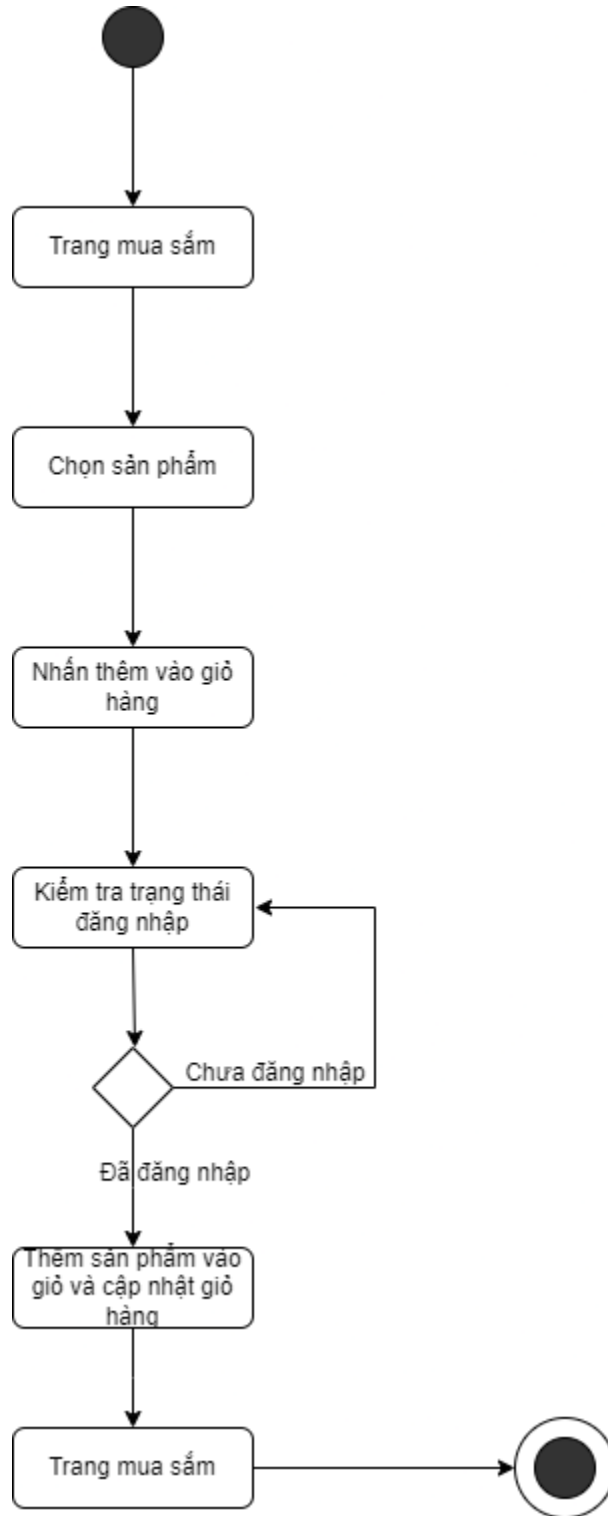 Trang mua sắm
Chọn sản phẩm
Nhấn thêm vào giỏ
hàng
Kiểm tra trạng thái
đăng nhập
Chưa đăng nhập
Đã đăng nhập
Thêm sản phẩm vào
giỏ và cập nhật giỏ
hàng
Trang mua sắm